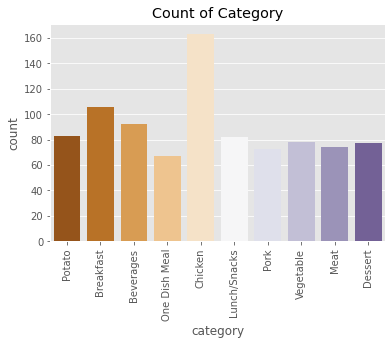 Count of Category
count
160
140
120
100
80
60
40
20
0
Potato
Breakfast
Beverages
One Dish Meal
Chicken
Lunch/Snacks
Pork
Vegetable
Meat
Dessert
category